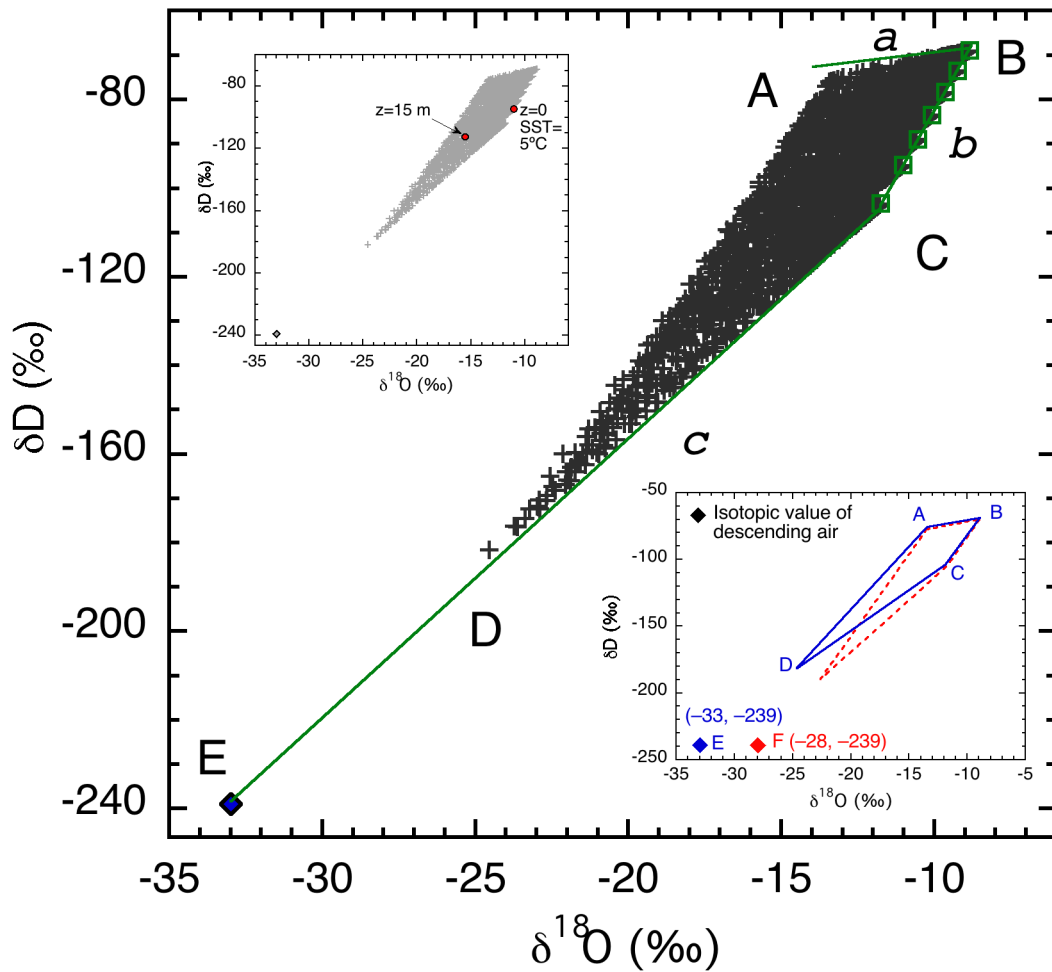 -80
-120
-160
-200
-240
δD (‰)
-35
-30
-25
-20
-15
-10
δ18O (‰)
A
a
B
b
C
c
D
E
-80
-120
-160
-200
-240
δD (‰)
z=15 m
z=0
SST=
5ºC
-35
-30
-25
-20
-15
-10
δ18O (‰)
-50
-100
-150
-200
-250
δD (‰)
Isotopic value of
descending air
A
B
C
D
(–33, –239)
E
F (–28, –239)
-35
-30
-25
-20
-15
-10
-5
δ18O (‰)